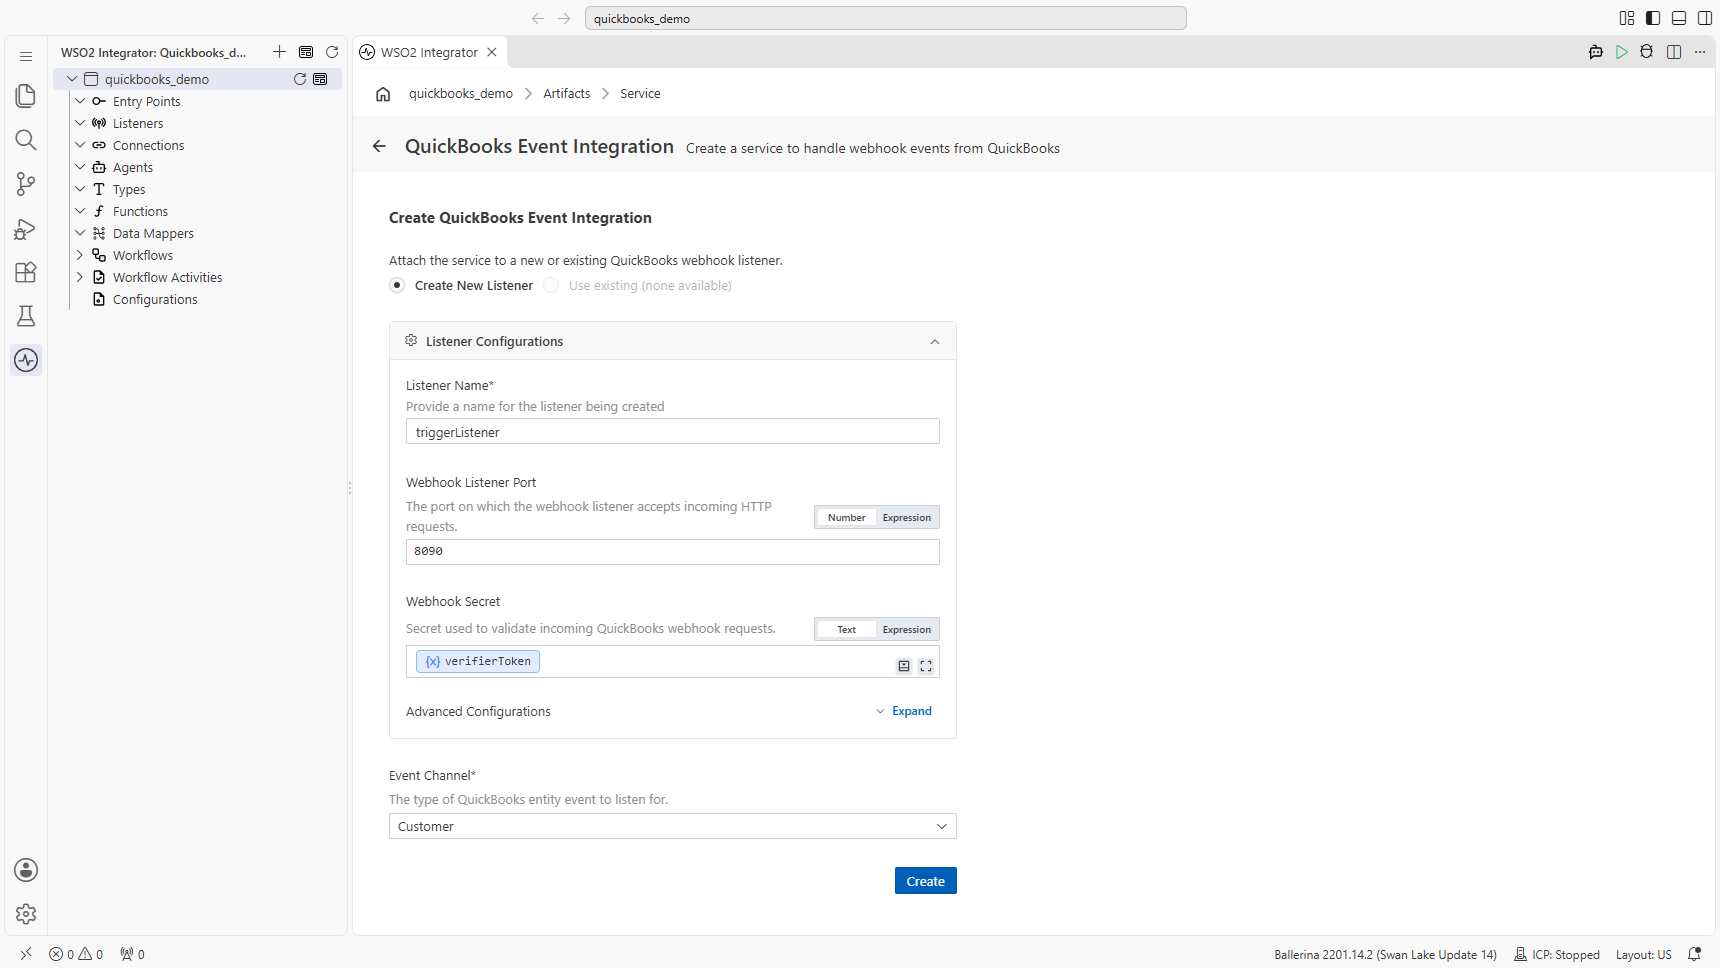 quickbooks_demo
WSO2 Integrator: Quickbooks_d...
WSO2 Integrator
quickbooks_demo
Entry Points
Listeners
Connections
Agents
Types
Functions
Data Mappers
Workflows
Workflow Activities
Configurations
quickbooks_demo Artifacts Service
QuickBooks Event Integration Create a service to handle webhook events from QuickBooks
Create QuickBooks Event Integration
Attach the service to a new or existing QuickBooks webhook listener.
Create New Listener Use existing (none available)
Listener Configurations
Listener Name*
Provide a name for the listener being created
triggerListener
Webhook Listener Port
The port on which the webhook listener accepts incoming HTTP
requests.
Number Expression
8090
Webhook Secret
Secret used to validate incoming QuickBooks webhook requests.
Text Expression
{x} verifierToken
Advanced Configurations Expand
Event Channel*
The type of QuickBooks entity event to listen for.
Customer
Create
0 0 0
Ballerina 2201.14.2 (Swan Lake Update 14) ICP: Stopped Layout: US